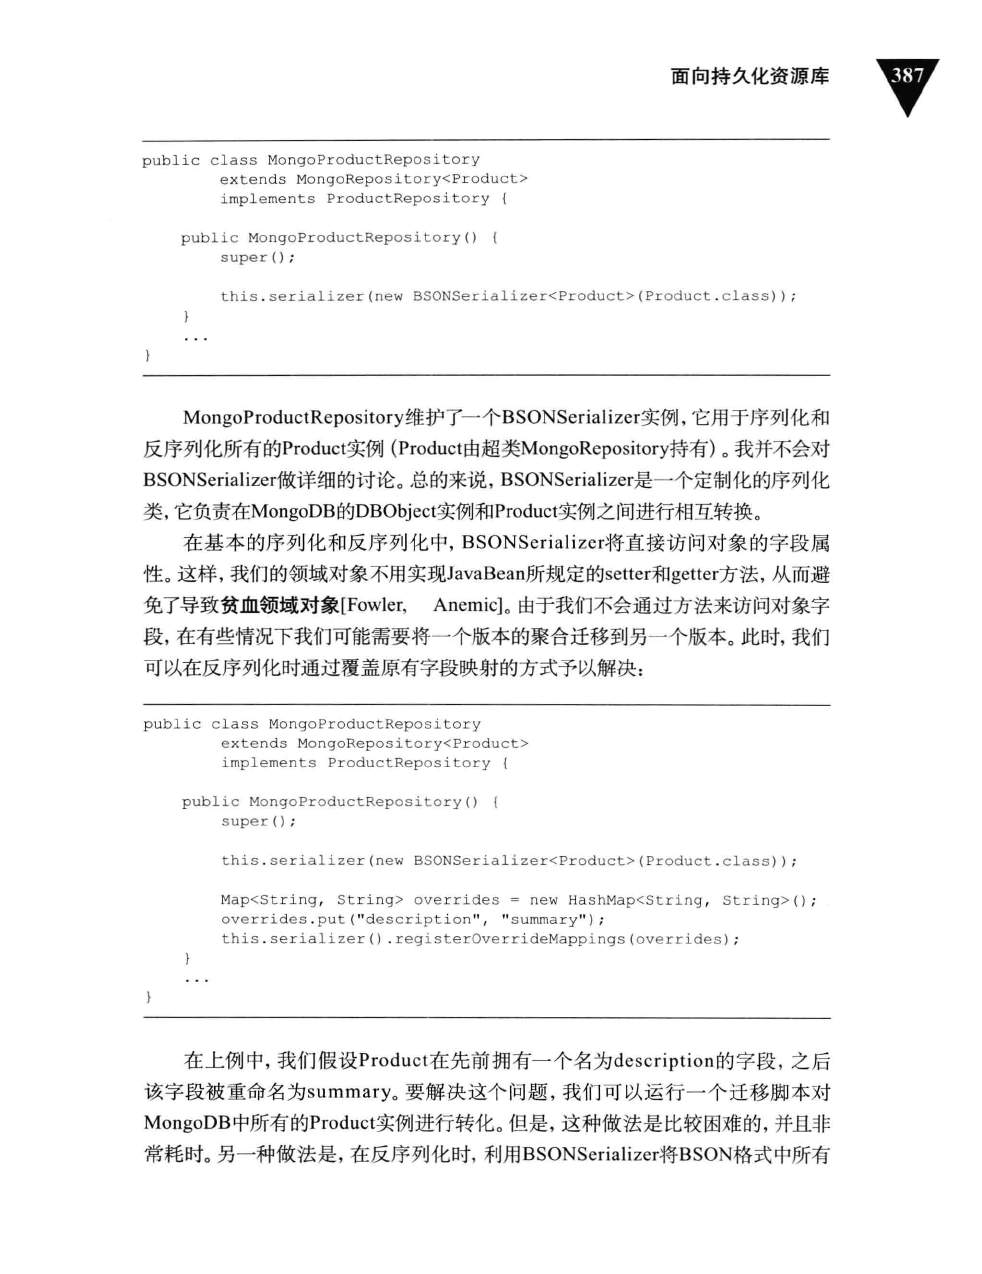 面向持久化资源库
387
public class MongoProductRepository
        extends MongoRepository<Product>
        implements ProductRepository {
    public MongoProductRepository() {
        super();
        this.serializer(new BSONSerializer<Product>(Product.class));
    }
    ...
}
MongoProductRepository维护了一个BSONSerializer实例，它用于序列化和
反序列化所有的Product实例（Product由超类MongoRepository持有）。我并不会对
BSONSerializer做详细的讨论。总的来说，BSONSerializer是一个定制化的序列化
类，它负责在MongoDB的DBObject实例和Product实例之间进行相互转换。
在基本的序列化和反序列化中，BSONSerializer将直接访问对象的字段属
性。这样，我们的领域对象不用实现JavaBean所规定的setter和getter方法，从而避
免了导致贫血领域对象[Fowler, Anemic]。由于我们不会通过方法来访问对象字
段，在有些情况下我们可能需要将一个版本的聚合迁移到另一个版本。此时，我们
可以在反序列化时通过覆盖原有字段映射的方式予以解决：
public class MongoProductRepository
        extends MongoRepository<Product>
        implements ProductRepository {
    public MongoProductRepository() {
        super();
        this.serializer(new BSONSerializer<Product>(Product.class));
        Map<String, String> overrides = new HashMap<String, String>();
        overrides.put("description", "summary");
        this.serializer().registerOverrideMappings(overrides);
    }
    ...
}
在上例中，我们假设Product在先前拥有一个名为description的字段，之后
该字段被重命名为summary。要解决这个问题，我们可以运行一个迁移脚本对
MongoDB中所有的Product实例进行转化。但是，这种做法是比较困难的，并且非
常耗时。另一种做法是，在反序列化时，利用BSONSerializer将BSON格式中所有